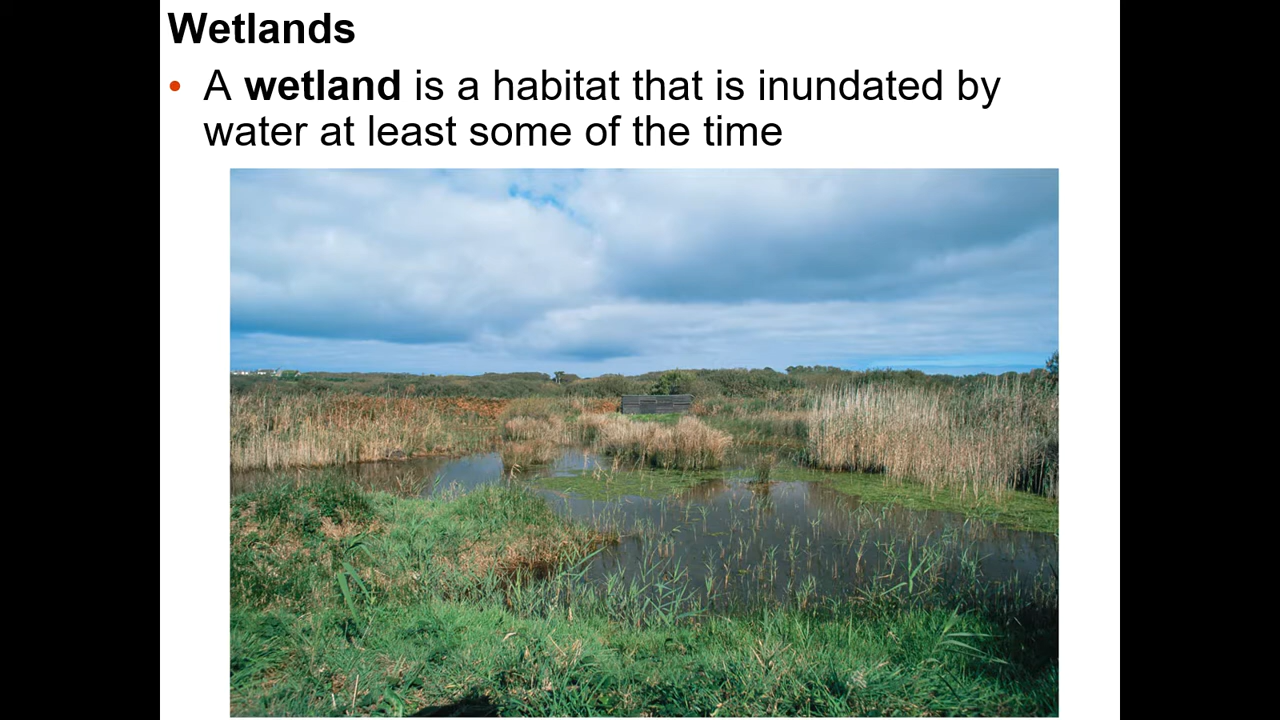 Wetlands
• A wetland is a habitat that is inundated by
water at least some of the time